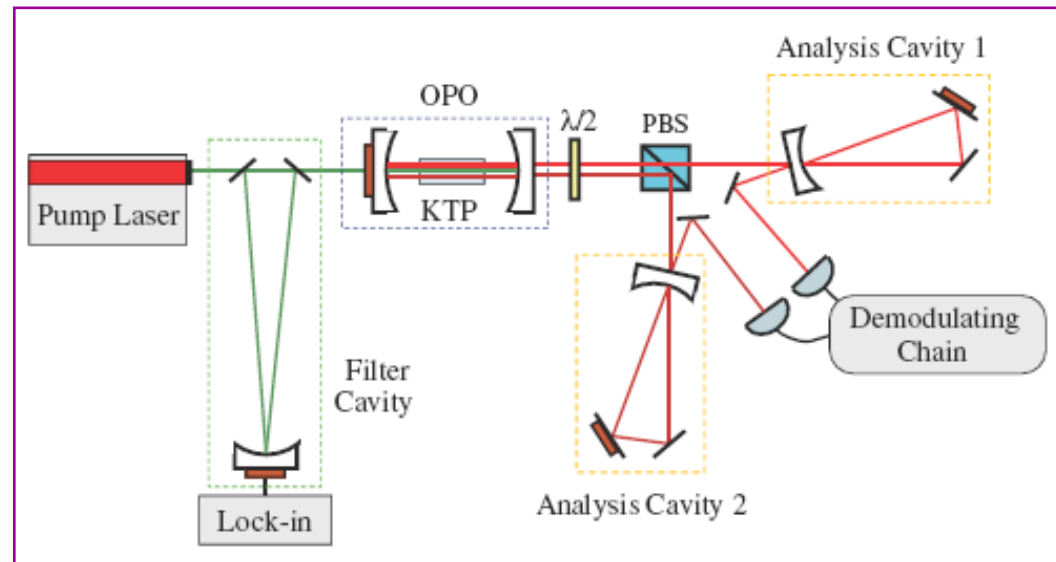 Analysis Cavity 1
OPO
λ/2
PBS
Pump Laser
KTP
Demodulating
Chain
Filter
Cavity
Analysis Cavity 2
Lock-in